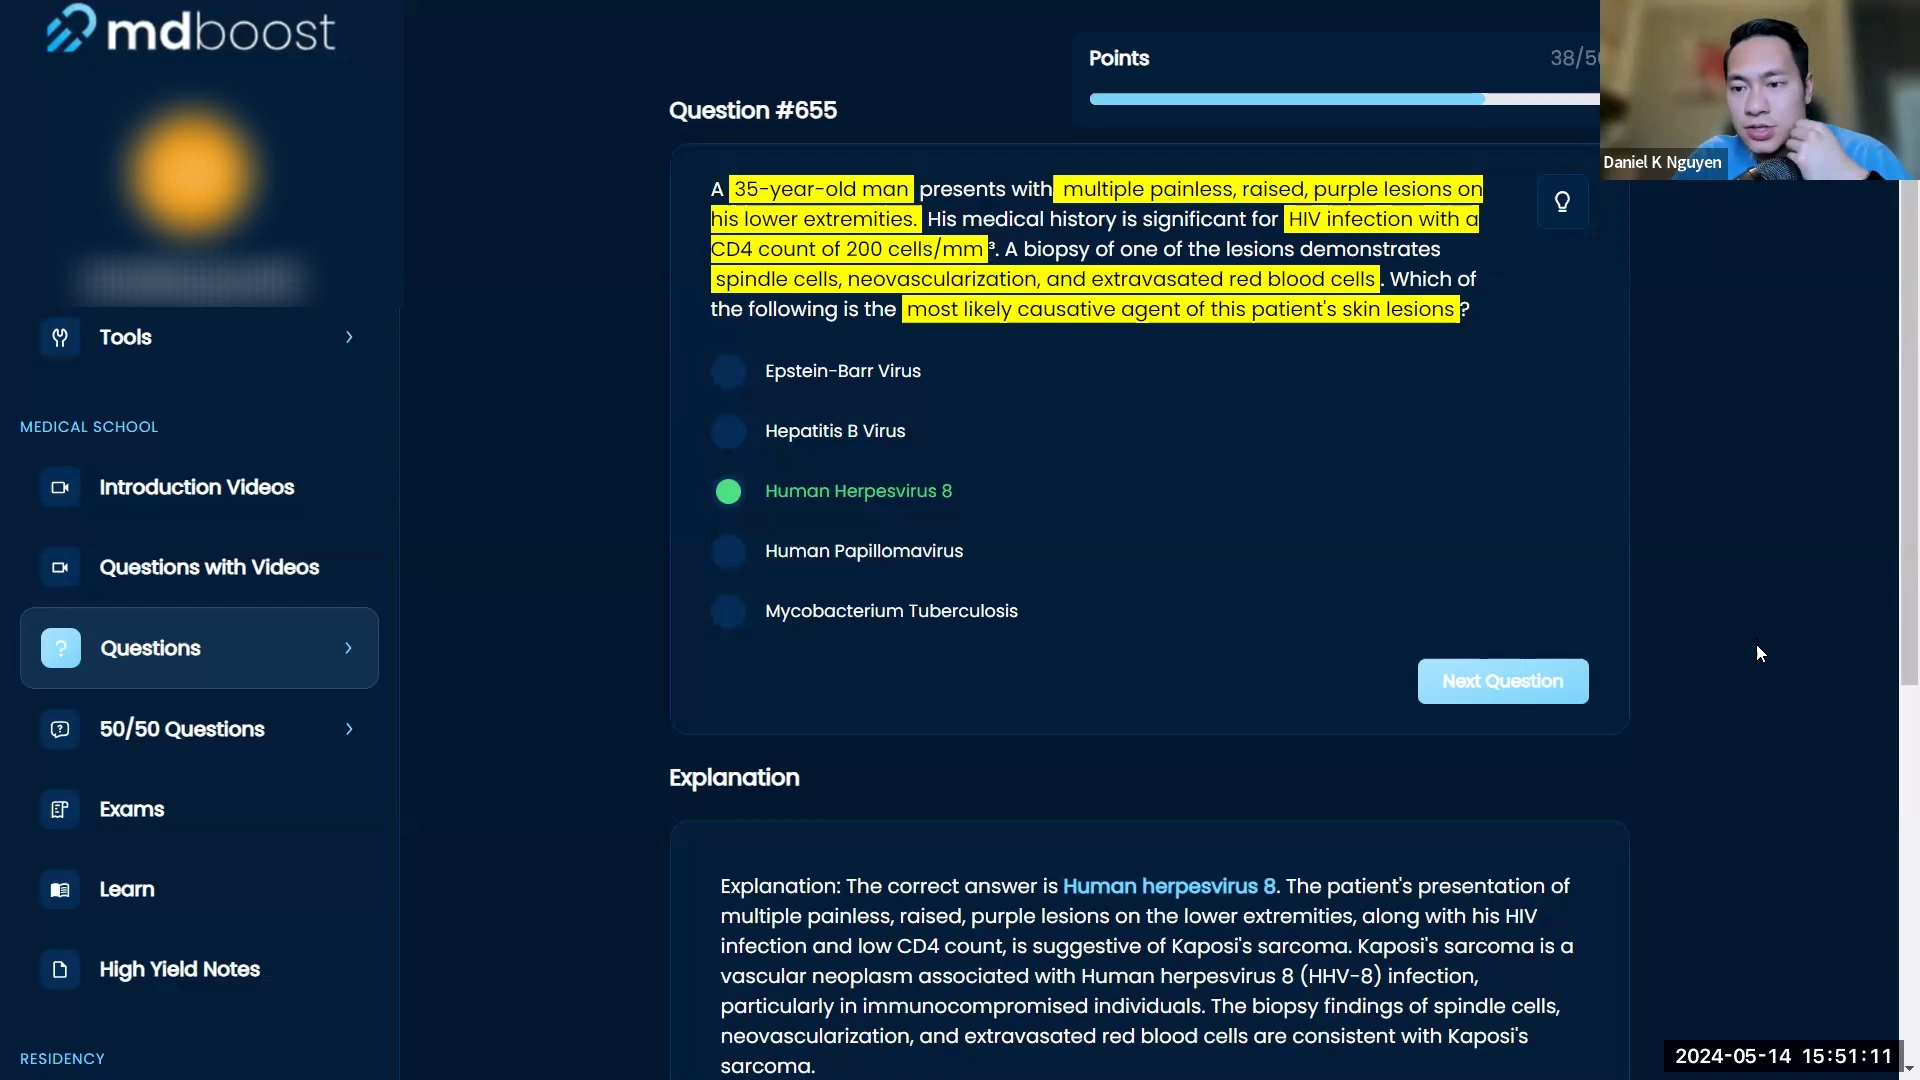 mdboost
Tools
MEDICAL SCHOOL
Introduction Videos
Questions with Videos
Questions
50/50 Questions
Exams
Learn
High Yield Notes
RESIDENCY
Points
Question #655
A 35-year-old man presents with multiple painless, raised, purple lesions on
his lower extremities. His medical history is significant for HIV infection with a
CD4 count of 200 cells/mm³. A biopsy of one of the lesions demonstrates
spindle cells, neovascularization, and extravasated red blood cells. Which of
the following is the most likely causative agent of this patient's skin lesions?
Epstein-Barr Virus
Hepatitis B Virus
Human Herpesvirus 8
Human Papillomavirus
Mycobacterium Tuberculosis
Next Question
Explanation
Explanation: The correct answer is Human herpesvirus 8. The patient's presentation of
multiple painless, raised, purple lesions on the lower extremities, along with his HIV
infection and low CD4 count, is suggestive of Kaposi's sarcoma. Kaposi's sarcoma is a
vascular neoplasm associated with Human herpesvirus 8 (HHV-8) infection,
particularly in immunocompromised individuals. The biopsy findings of spindle cells,
neovascularization, and extravasated red blood cells are consistent with Kaposi's
sarcoma.
Daniel K Nguyen
2024-05-14 15:51:11